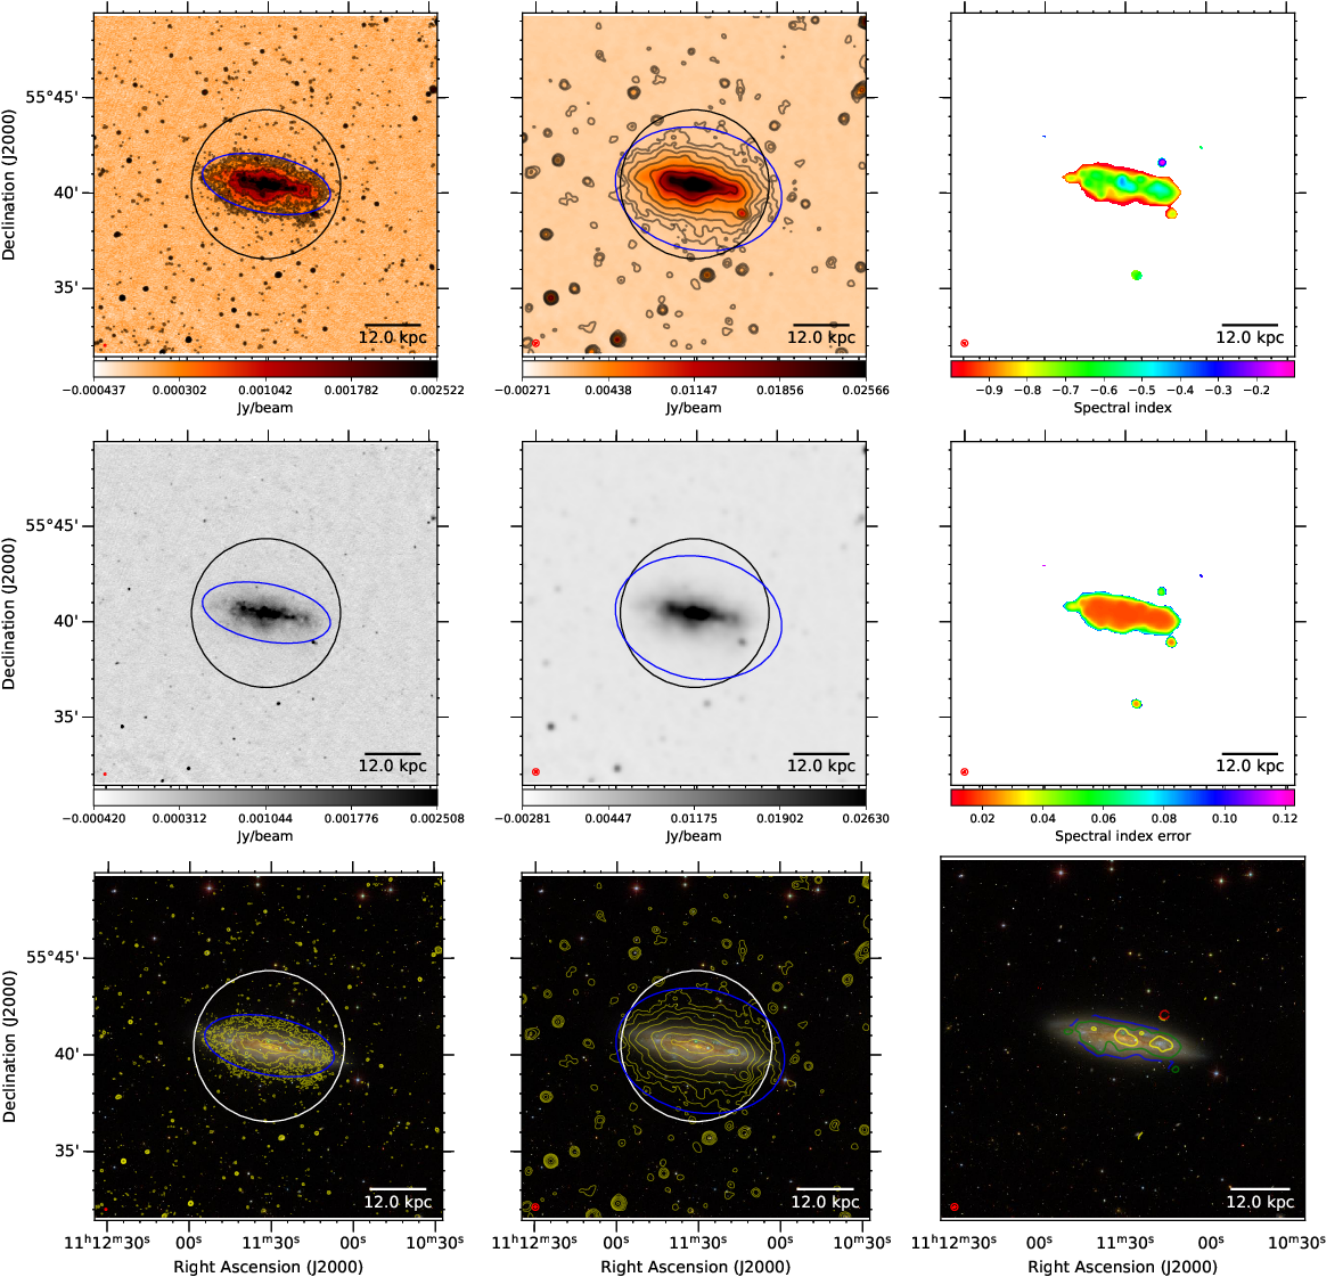 Declination (J2000)
55°45'
40'
35'
12.0 kpc
12.0 kpc
12.0 kpc
−0.000437 0.000302 0.001042 0.001782 0.002522
Jy/beam
−0.00271 0.00438 0.01147 0.01856 0.02566
Jy/beam
−0.9 −0.8 −0.7 −0.6 −0.5 −0.4 −0.3 −0.2
Spectral index
Declination (J2000)
55°45'
40'
35'
12.0 kpc
12.0 kpc
12.0 kpc
−0.000420 0.000312 0.001044 0.001776 0.002508
Jy/beam
−0.00281 0.00447 0.01175 0.01902 0.02630
Jy/beam
0.02 0.04 0.06 0.08 0.10 0.12
Spectral index error
Declination (J2000)
55°45'
40'
35'
12.0 kpc
12.0 kpc
12.0 kpc
11ʰ12ᵐ30ˢ 00ˢ 11ᵐ30ˢ 00ˢ 10ᵐ30ˢ
Right Ascension (J2000)
11ʰ12ᵐ30ˢ 00ˢ 11ᵐ30ˢ 00ˢ 10ᵐ30ˢ
Right Ascension (J2000)
11ʰ12ᵐ30ˢ 00ˢ 11ᵐ30ˢ 00ˢ 10ᵐ30ˢ
Right Ascension (J2000)